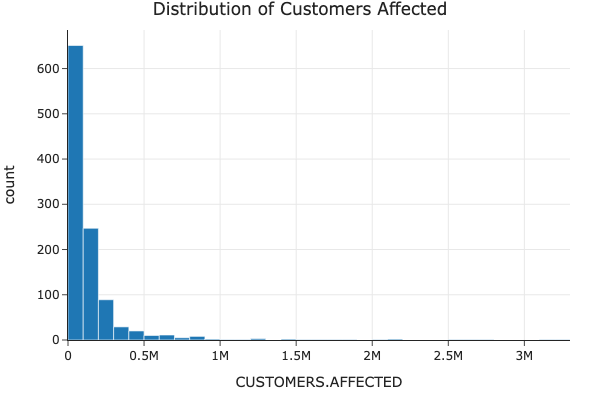 Distribution of Customers Affected
count
600
500
400
300
200
100
0
0 0.5M 1M 1.5M 2M 2.5M 3M
CUSTOMERS.AFFECTED